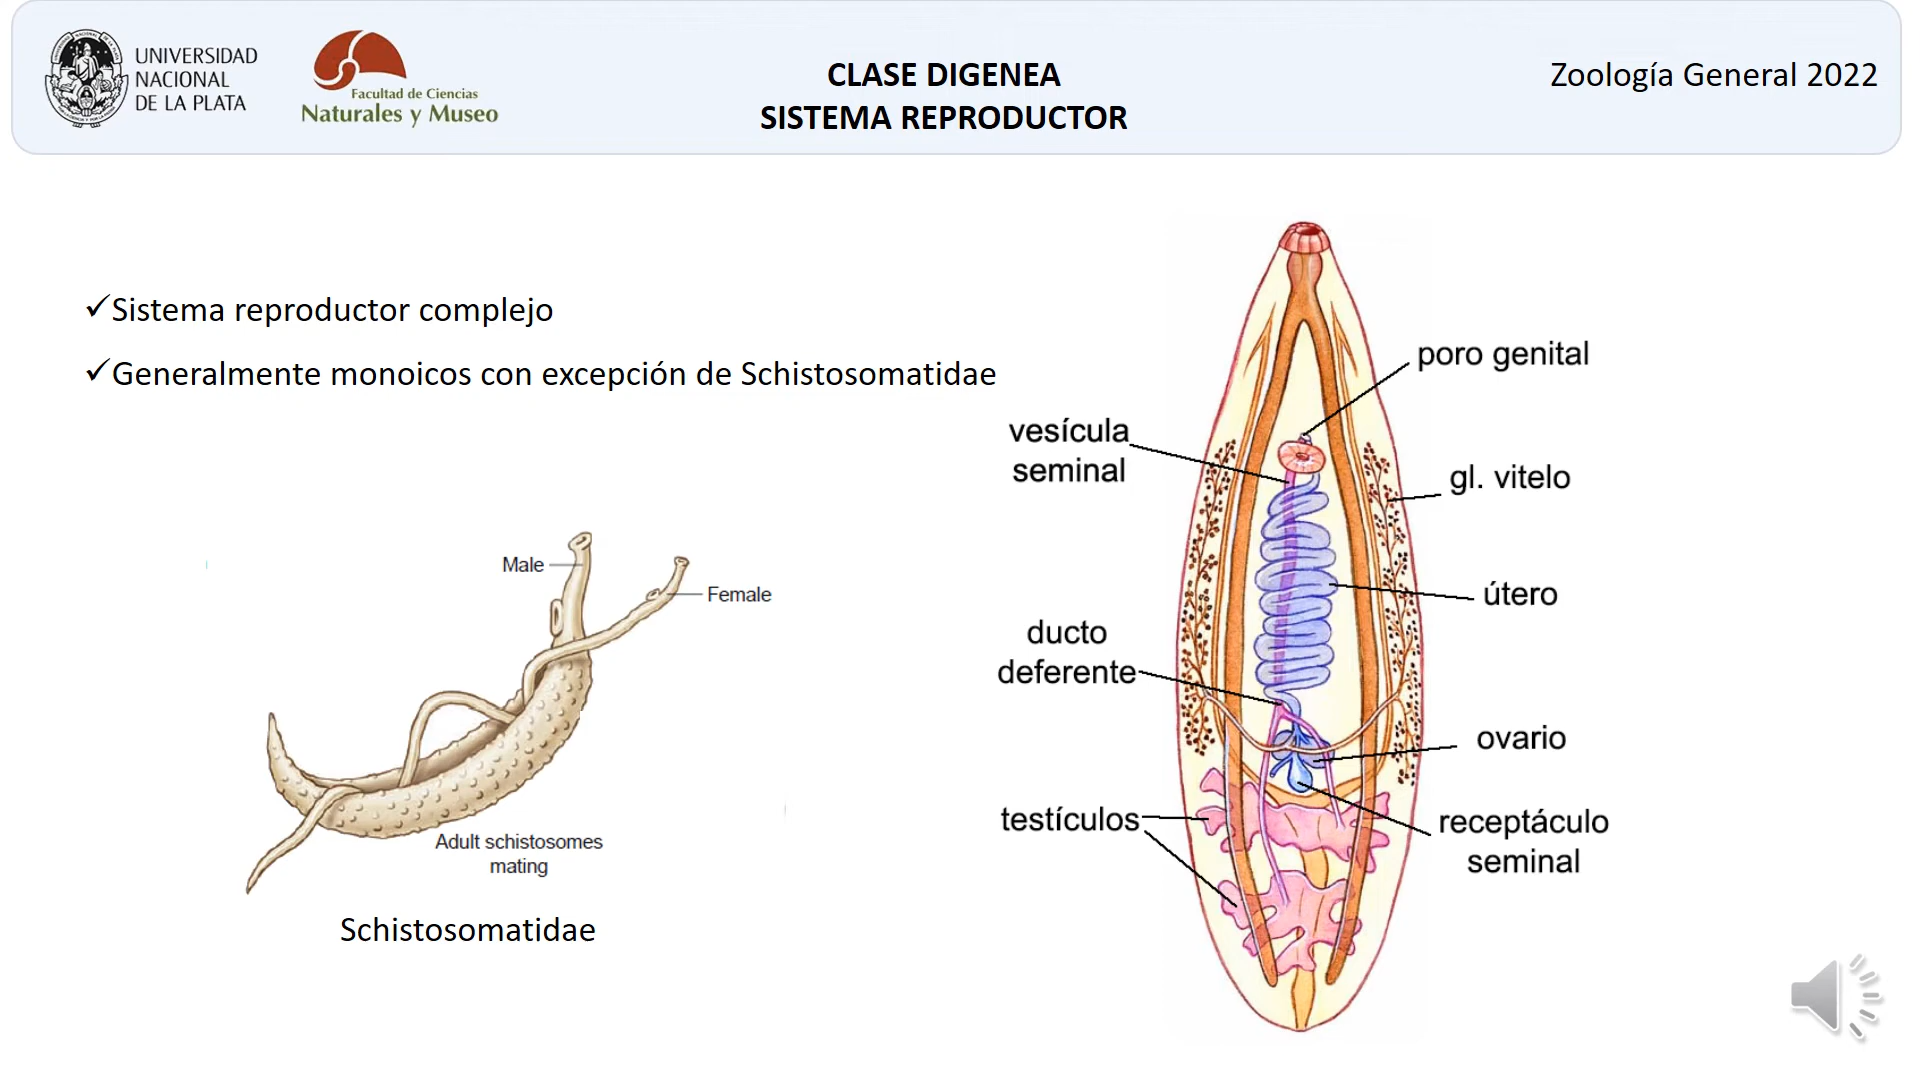 UNIVERSIDAD
NACIONAL
DE LA PLATA
Facultad de Ciencias
Naturales y Museo
CLASE DIGENEA
SISTEMA REPRODUCTOR
Zoología General 2022
✓Sistema reproductor complejo
✓Generalmente monoicos con excepción de Schistosomatidae
Male
Female
Adult schistosomes
mating
Schistosomatidae
poro genital
vesícula
seminal
gl. vitelo
útero
ducto
deferente
ovario
testículos
receptáculo
seminal